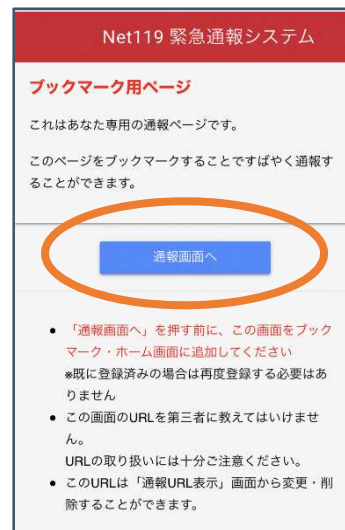 Net119 緊急通報システム
ブックマーク用ページ
これはあなた専用の通報ページです。
このページをブックマークすることですばやく通報す
ることができます。
通報画面へ
• 「通報画面へ」を押す前に、この画面をブック
マーク・ホーム画面に追加してください
※既に登録済みの場合は再度登録する必要はあ
りません
• この画面のURLを第三者に教えてはいけませ
ん。
URLの取り扱いには十分ご注意ください。
• このURLは「通報URL表示」画面から変更・削
除することができます。